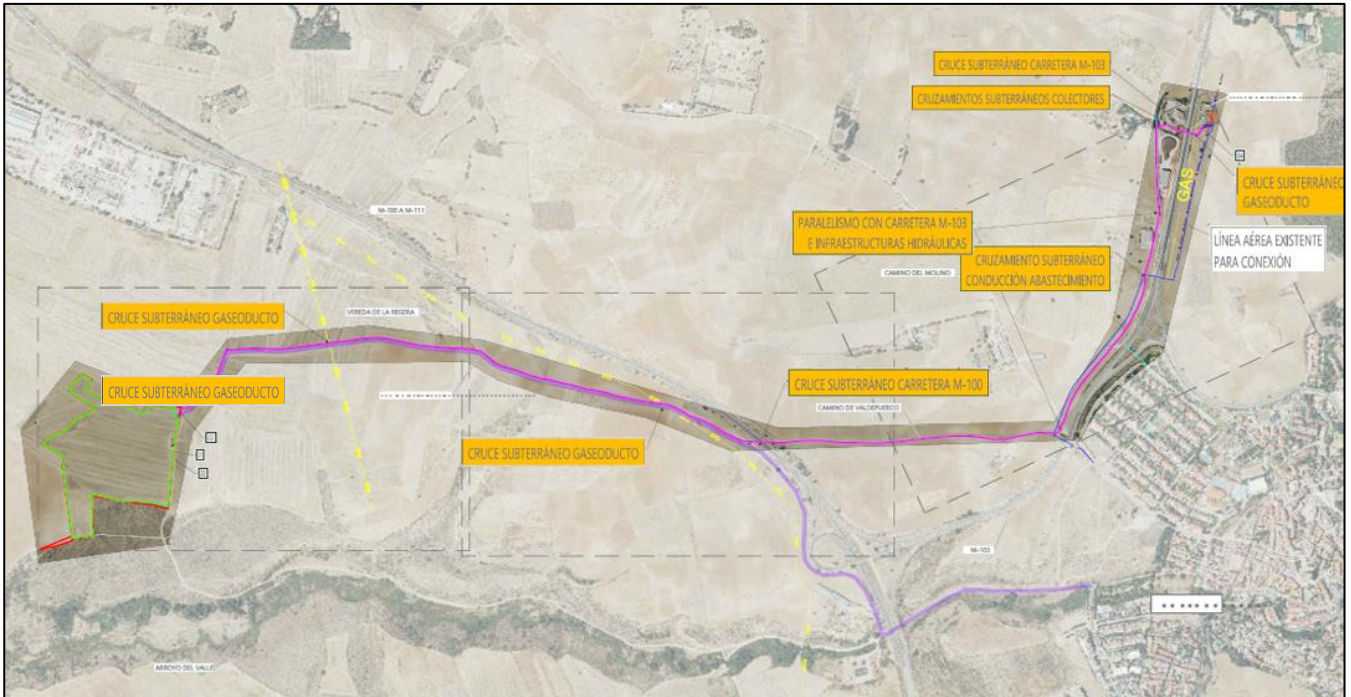 CRUCE SUBTERRÁNEO CARRETERA M-103
CRUZAMIENTOS SUBTERRÁNEOS COLECTORES
CRUCE SUBTERRÁNEO
GASEODUCTO
GAS
M-100 A M-111
PARALELISMO CON CARRETERA M-103
E INFRAESTRUCTURAS HIDRÁULICAS
LÍNEA AÉREA EXISTENTE
PARA CONEXIÓN
CRUZAMIENTO SUBTERRÁNEO
CONDUCCIÓN ABASTECIMIENTO
CAMINO DEL MOLINO
CRUCE SUBTERRÁNEO GASEODUCTO
VEREDA DE LA REGERA
CRUCE SUBTERRÁNEO GASEODUCTO
CRUCE SUBTERRÁNEO CARRETERA M-100
CAMINO DE VALDEPUERCO
CRUCE SUBTERRÁNEO GASEODUCTO
M-103
ARROYO DEL VALLE